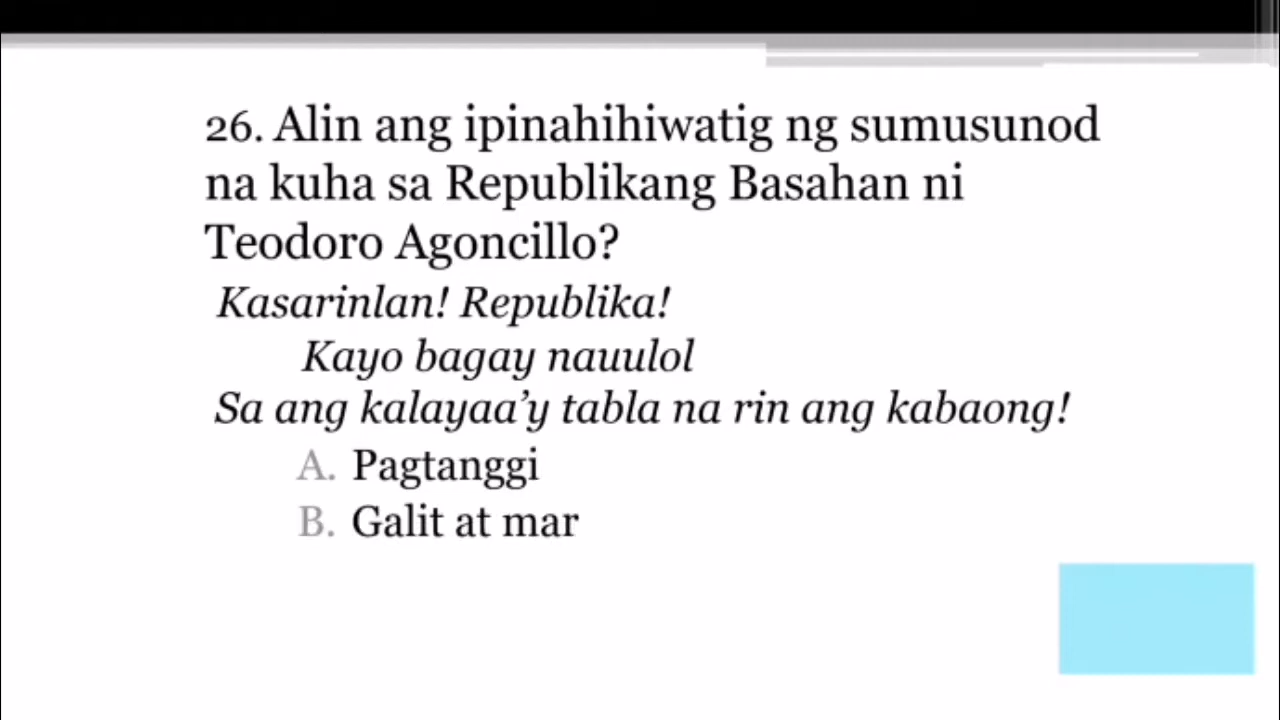 26. Alin ang ipinahihiwatig ng sumusunod
na kuha sa Republikang Basahan ni
Teodoro Agoncillo?
Kasarinlan! Republika!
Kayo bagay nauulol
Sa ang kalayaa’y tabla na rin ang kabaong!
A. Pagtanggi
B. Galit at mar